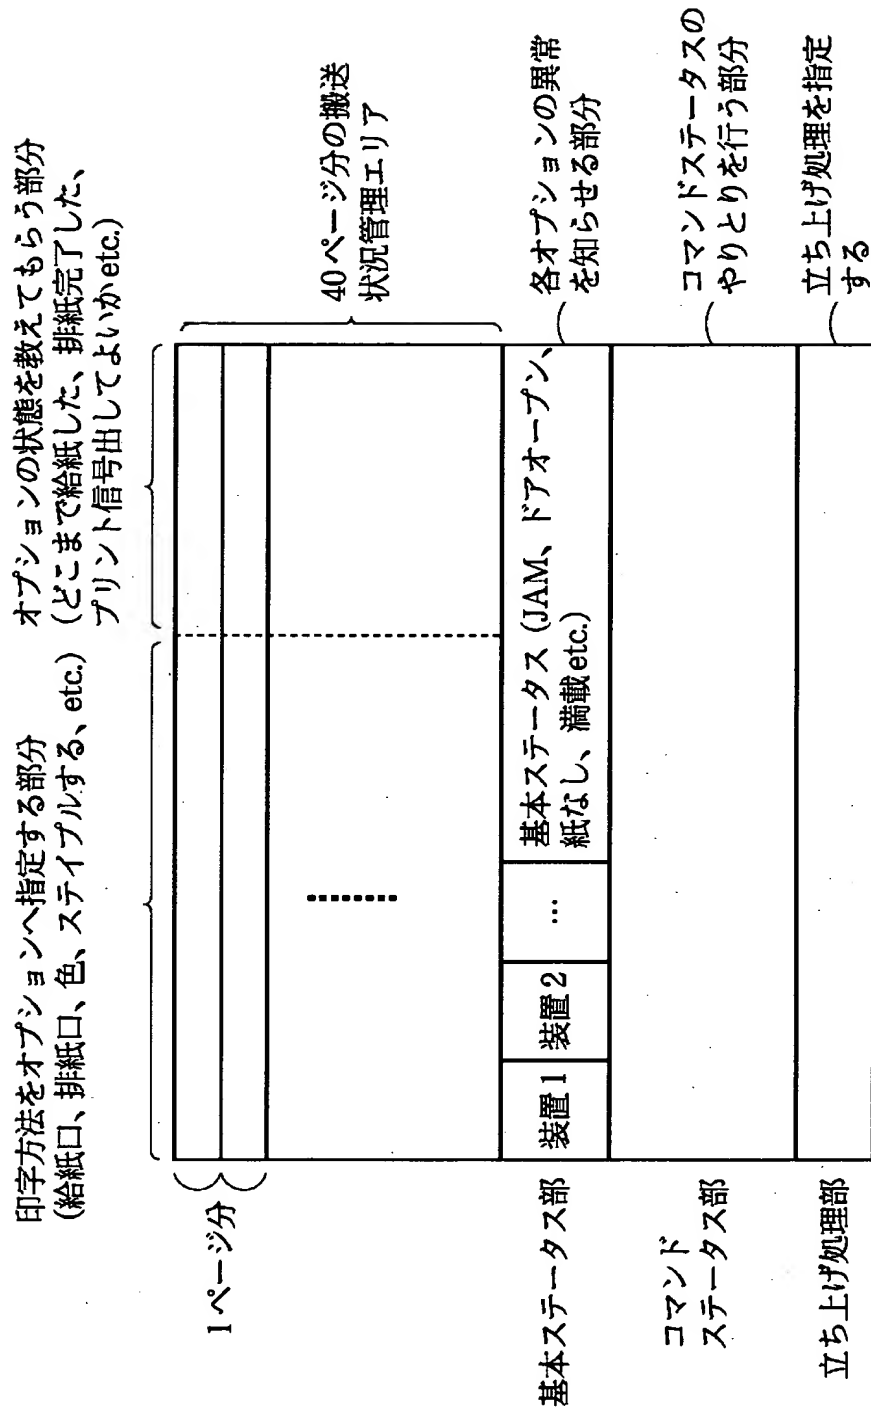 印字方法をオプションへ指定する部分
(給紙口、排紙口、色、ステイプルする、etc.)
オプションの状態を教えてもらう部分
(どこまで給紙した、排紙完了した、
プリント信号出してよいかetc.)
1ページ分
40ページ分の搬送
状況管理エリア
基本ステータス部
装置1
装置2
…
基本ステータス(JAM、ドアオープン、
紙なし、満載etc.)
各オプションの異常
を知らせる部分
コマンド
ステータス部
コマンドステータスの
やりとりを行う部分
立ち上げ処理部
立ち上げ処理を指定
する